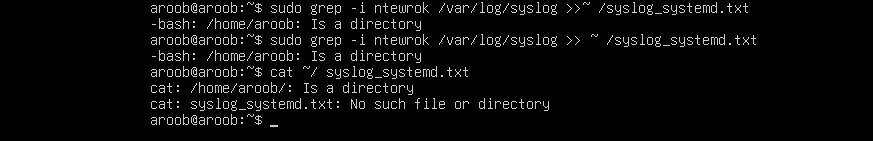 aroob@aroob:~$ sudo grep -i ntewrok /var/log/syslog >>~ /syslog_systemd.txt
-bash: /home/aroob: Is a directory
aroob@aroob:~$ sudo grep -i ntewrok /var/log/syslog >> ~ /syslog_systemd.txt
-bash: /home/aroob: Is a directory
aroob@aroob:~$ cat ~/ syslog_systemd.txt
cat: /home/aroob/: Is a directory
cat: syslog_systemd.txt: No such file or directory
aroob@aroob:~$ _